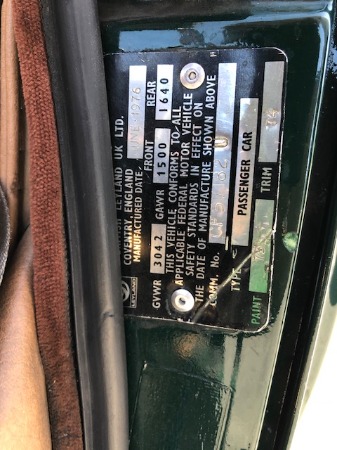 LEYLAND UK LTD.
COVENTRY, ENGLAND
MANUFACTURED DATE 1976
FRONT REAR
GVWR 3042 GAWR 1500 1640
THIS VEHICLE CONFORMS TO ALL
APPLICABLE FEDERAL MOTOR VEHICLE
SAFETY STANDARDS IN EFFECT ON
THE DATE OF MANUFACTURE SHOWN ABOVE
COMM. No. U
TYPE PASSENGER CAR
PAINT TRIM
LEYLAND